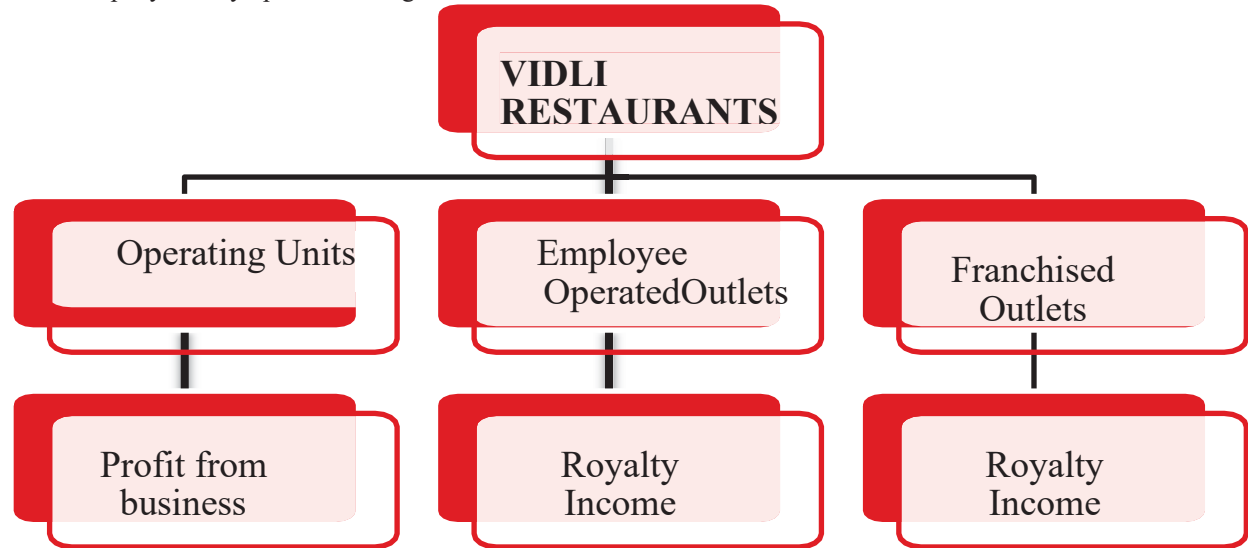 VIDLI
RESTAURANTS
Operating Units
Employee
OperatedOutlets
Franchised
Outlets
Profit from
business
Royalty
Income
Royalty
Income